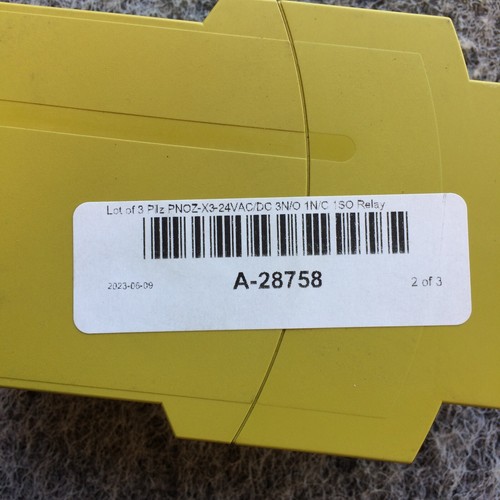 Lot of 3 Pilz PNOZ-X3-24VAC/DC 3N/O 1N/C 1SO Relay
2023-06-09 A-28758 2 of 3